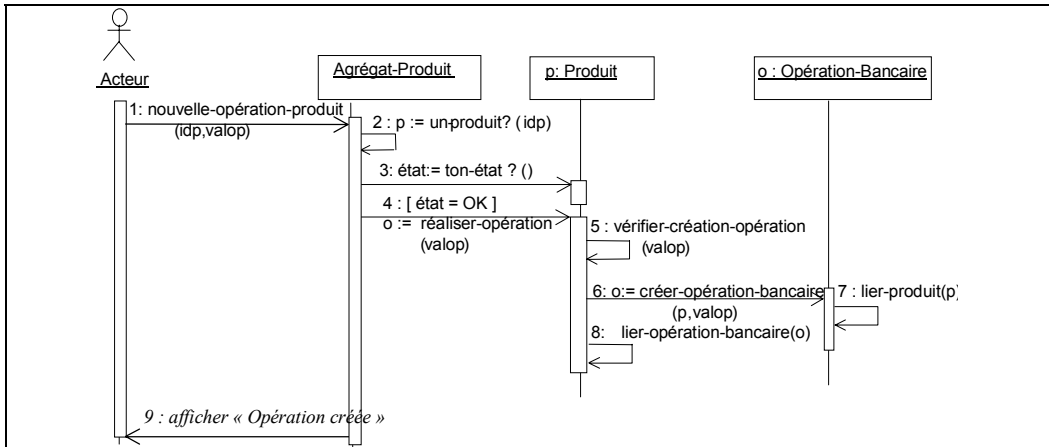 Acteur
Agrégat-Produit
p: Produit
o : Opération-Bancaire
1: nouvelle-opération-produit
(idp,valop)
2 : p := un-produit? ( idp)
3: état:= ton-état ? ()
4 : [ état = OK ]
o := réaliser-opération
(valop)
5 : vérifier-création-opération
(valop)
6: o:= créer-opération-bancaire
(p,valop)
7 : lier-produit(p)
8: lier-opération-bancaire(o)
9 : afficher « Opération créée »